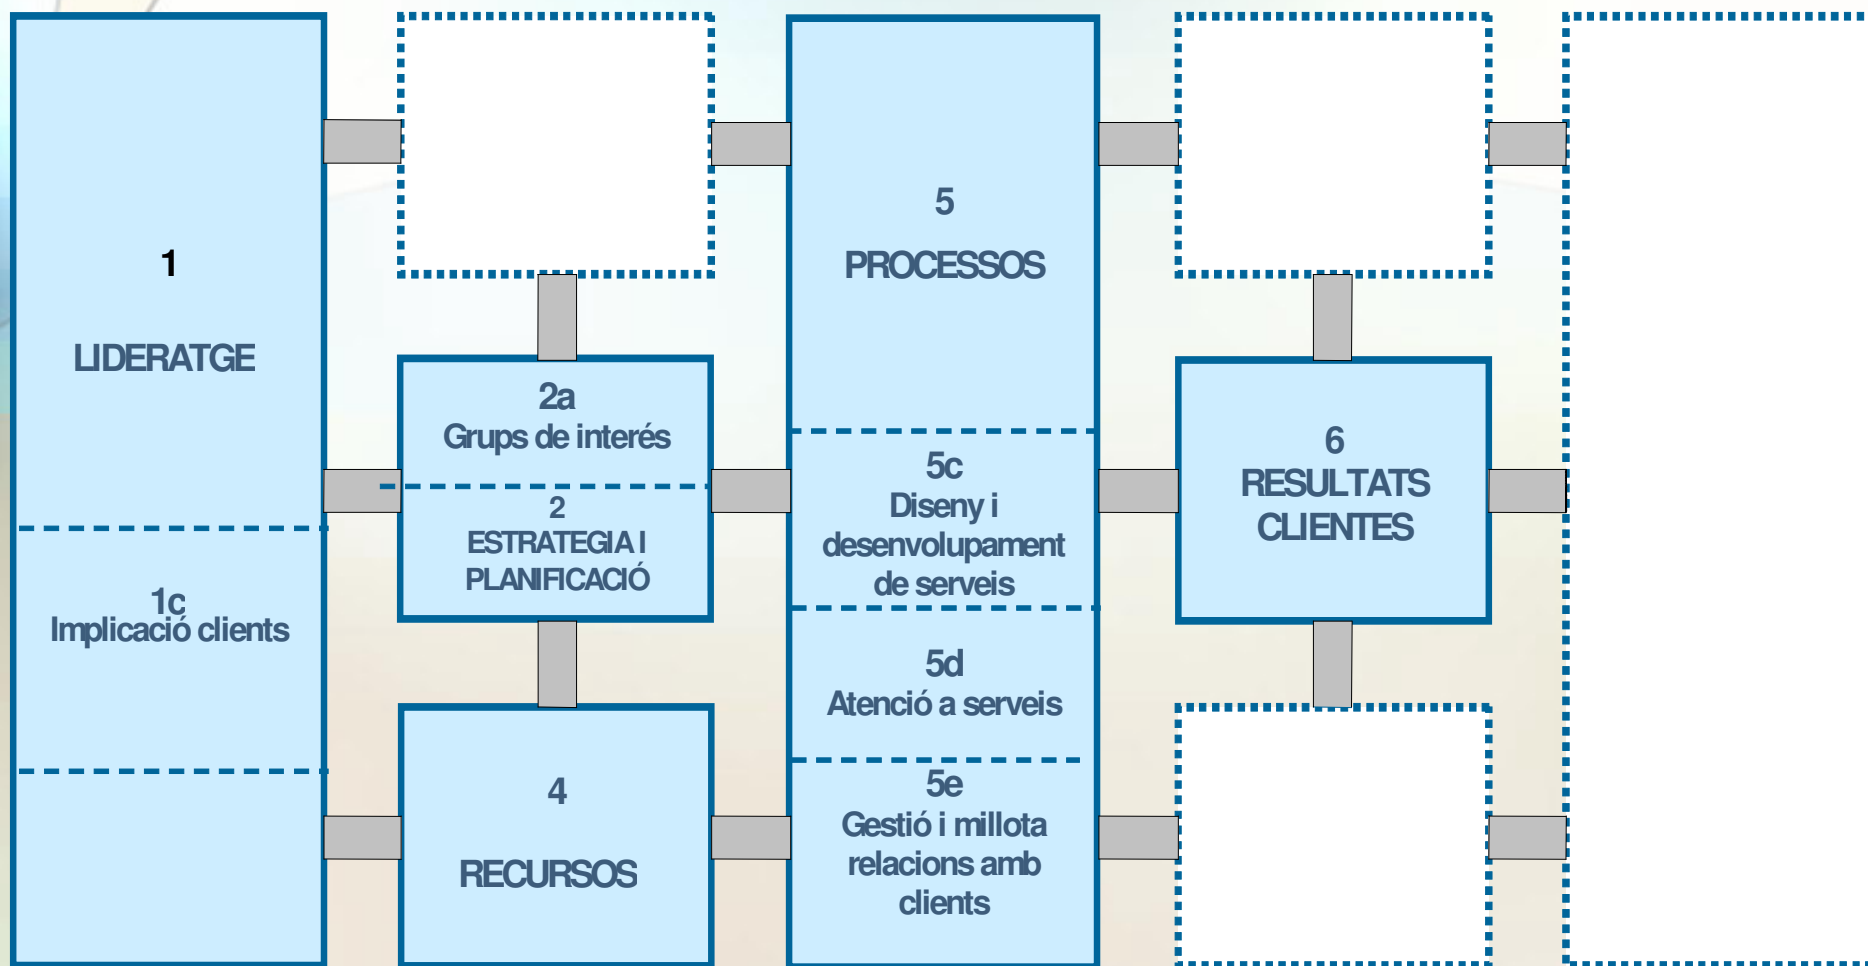 1
LIDERATGE
1c
Implicació clients
2a
Grups de interés
2
ESTRATEGIA I
PLANIFICACIÓ
4
RECURSOS
5
PROCESSOS
5c
Diseny i
desenvolupament
de serveis
5d
Atenció a serveis
5e
Gestió i millota
relacions amb
clients
6
RESULTATS
CLIENTES